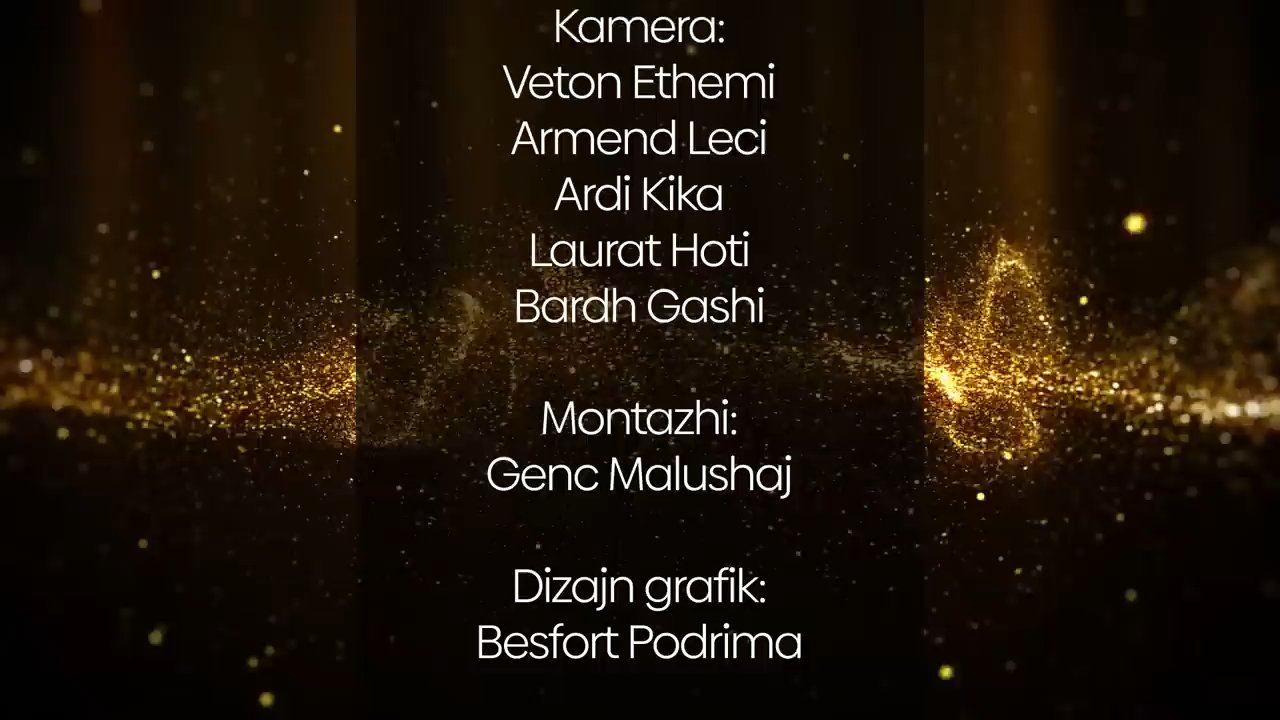 Kamera:
Veton Ethemi
Armend Leci
Ardi Kika
Laurat Hoti
Bardh Gashi
Montazhi:
Genc Malushaj
Dizajn grafik:
Besfort Podrima